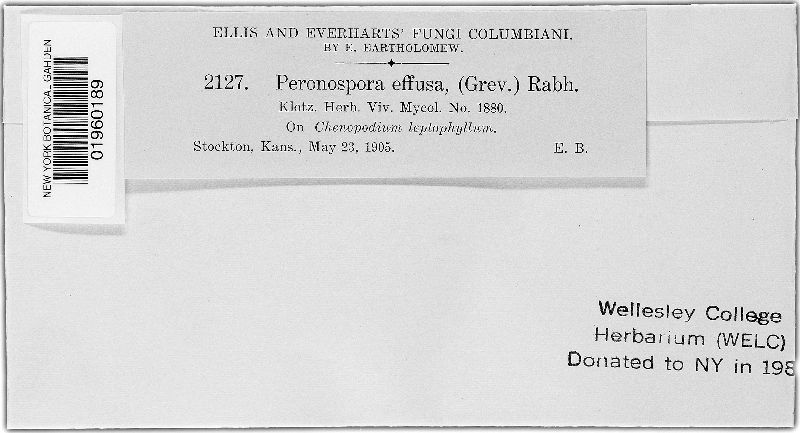 ELLIS AND EVERHARTS' FUNGI COLUMBIANI.
BY E. BARTHOLOMEW.
2127. Peronospora effusa, (Grev.) Rabh.
Klotz. Herb. Viv. Mycol. No. 1880.
On Chenopodium leptophyllum.
Stockton, Kans., May 23, 1905. E. B.
NEW YORK BOTANICAL GARDEN
01960189
Wellesley College
Herbarium (WELC)
Donated to NY in 198